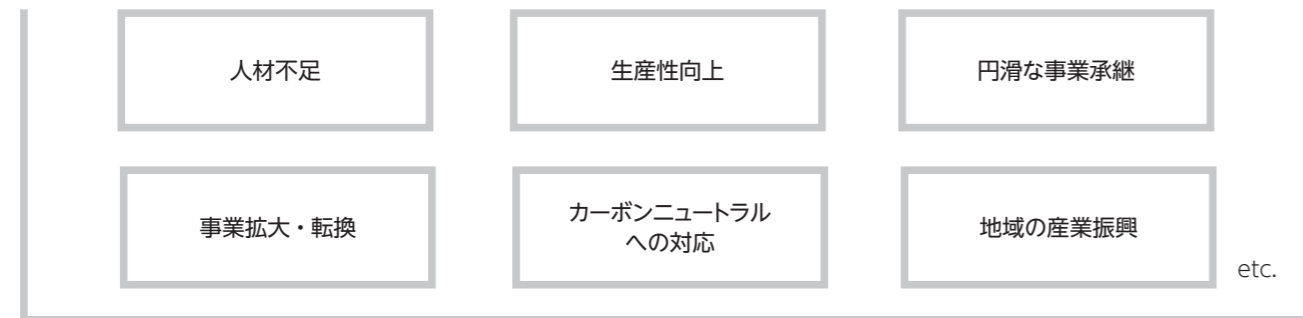 人材不足
生産性向上
円滑な事業承継
事業拡大・転換
カーボンニュートラル
への対応
地域の産業振興
etc.